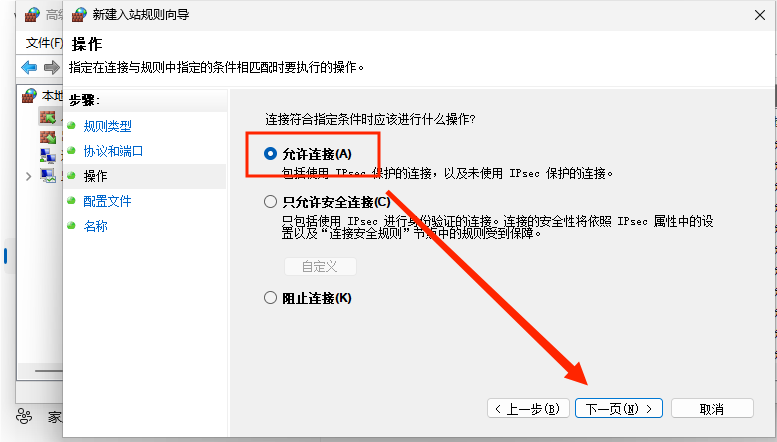 高级
新建入站规则向导
文件(F)
操作
指定在连接与规则中指定的条件相匹配时要执行的操作。
本地
步骤:
规则类型
协议和端口
操作
配置文件
名称
连接符合指定条件时应该进行什么操作?
允许连接(A)
包括使用 IPsec 保护的连接，以及未使用 IPsec 保护的连接。
只允许安全连接(C)
只包括使用 IPsec 进行身份验证的连接。连接的安全性将依照 IPsec 属性中的设
置以及“连接安全规则”节点中的规则受到保障。
自定义
阻止连接(K)
< 上一步(B)
下一页(N) >
取消
家